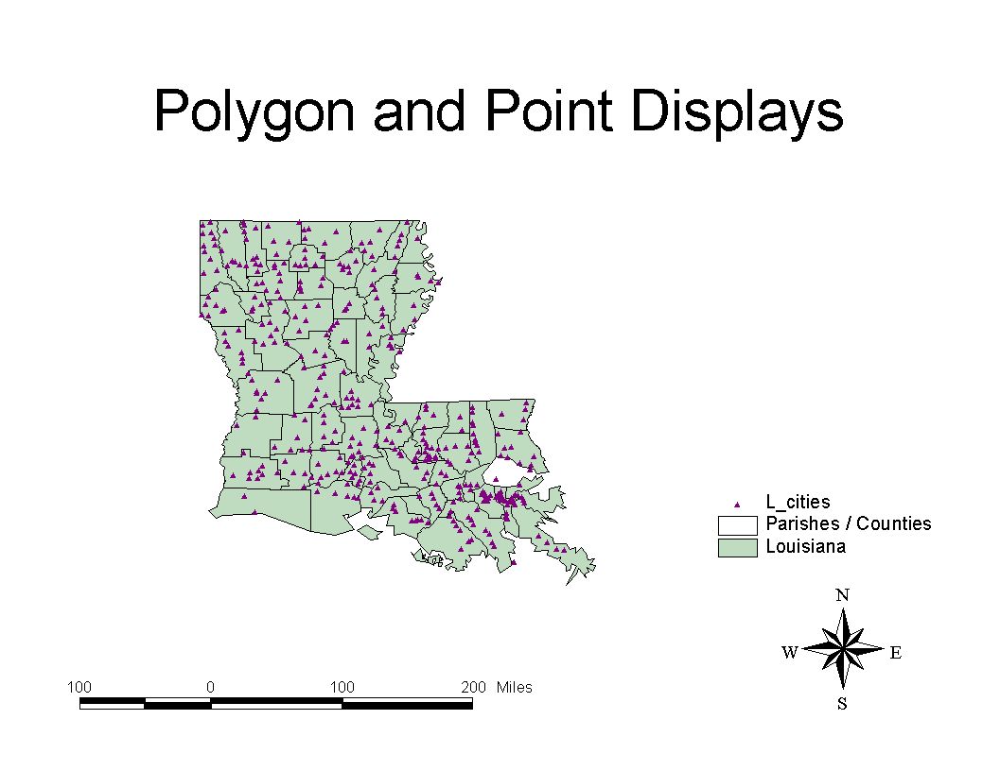 Polygon and Point Displays
L_cities
Parishes / Counties
Louisiana
N
W E
S
100 0 100 200 Miles